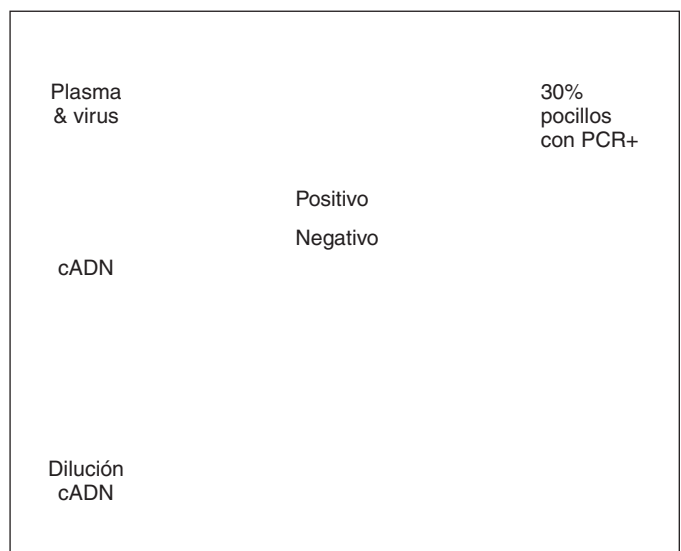 Plasma
& virus
30%
pocillos
con PCR+
Positivo
Negativo
cADN
Dilución
cADN